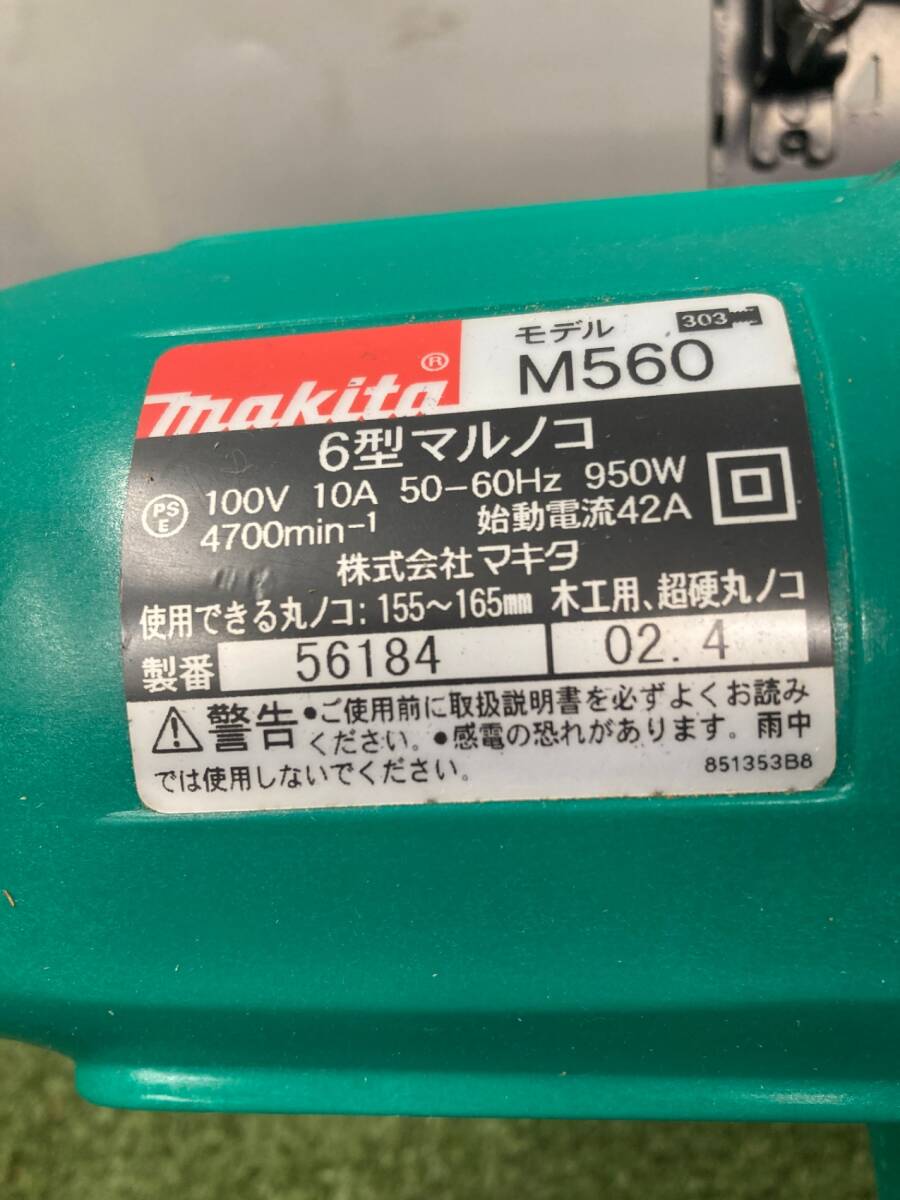 makita®
モデル 303
M560
6型マルノコ
PS E 100V 10A 50-60Hz 950W
4700min-1 始動電流42A
株式会社マキタ
使用できる丸ノコ:155～165mm 木工用、超硬丸ノコ
製番 56184 02.4
警告 •ご使用前に取扱説明書を必ずよくお読み
ください。•感電の恐れがあります。雨中
では使用しないでください。 851353B8